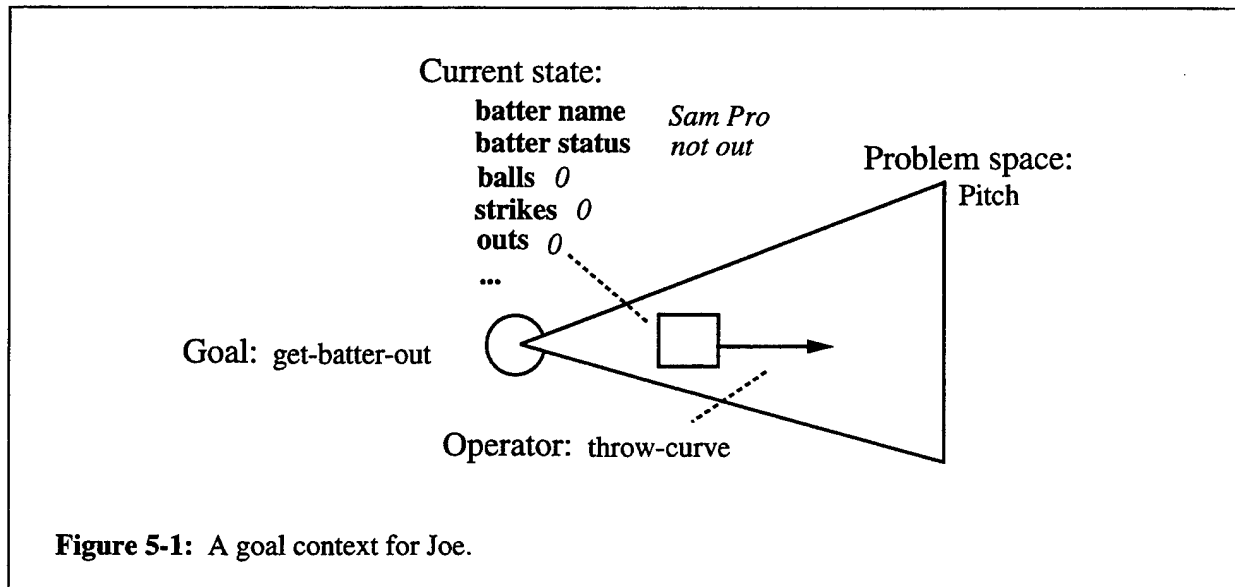 Current state:
batter name Sam Pro
batter status not out
balls 0
strikes 0
outs 0
...
Problem space:
Pitch
Goal: get-batter-out
Operator: throw-curve
Figure 5-1: A goal context for Joe.